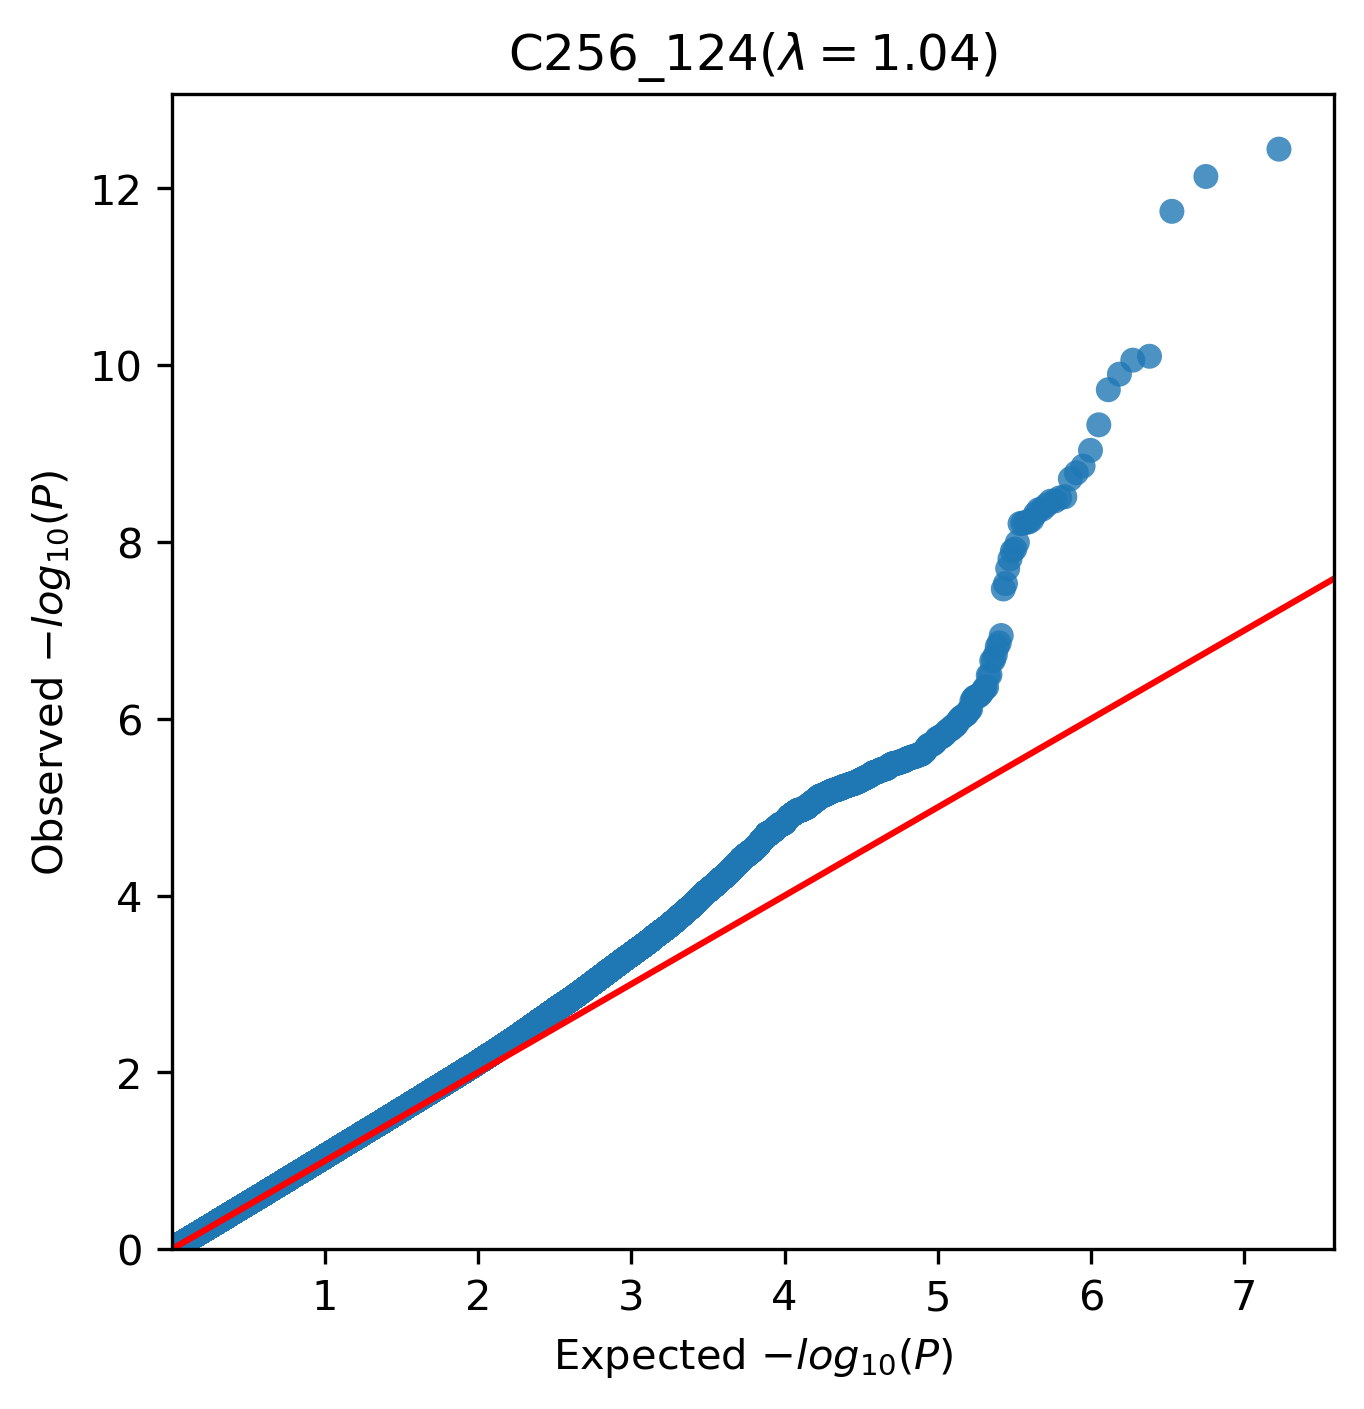 C256_124(λ = 1.04)
12
10
8
6
4
2
0
Observed −log₁₀(P)
1 2 3 4 5 6 7
Expected −log₁₀(P)